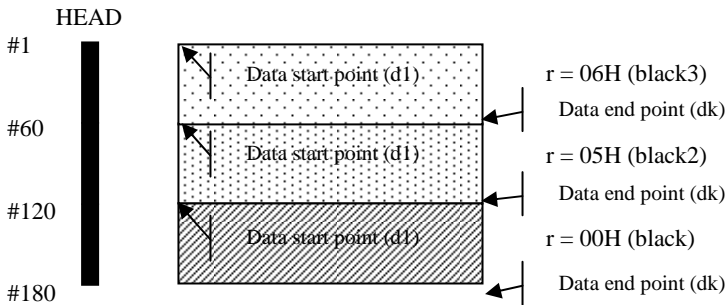 HEAD
#1
Data start point (d1)
r = 06H (black3)
Data end point (dk)
#60
Data start point (d1)
r = 05H (black2)
Data end point (dk)
#120
Data start point (d1)
r = 00H (black)
Data end point (dk)
#180